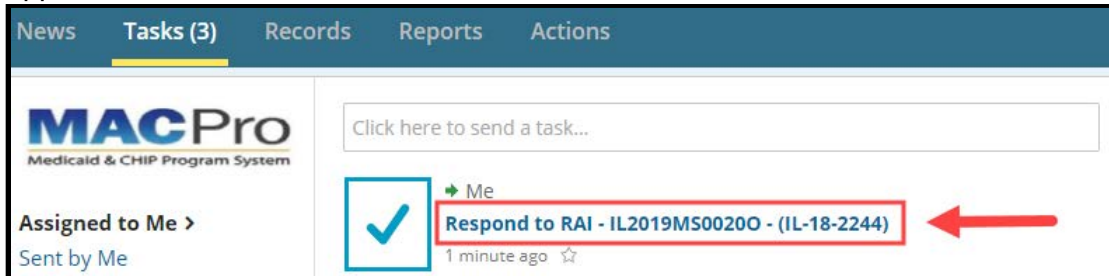 News Tasks (3) Records Reports Actions
MACPro
Medicaid & CHIP Program System
Click here to send a task...
Me
Respond to RAI - IL2019MS0020O - (IL-18-2244)
1 minute ago
Assigned to Me >
Sent by Me